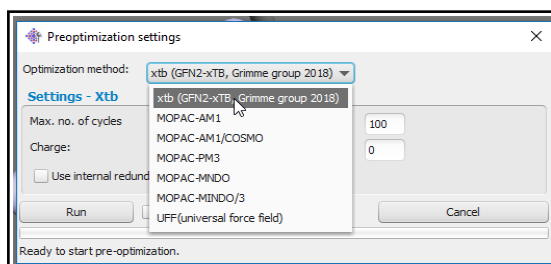 Preoptimization settings
Optimization method: xtb (GFN2-xTB, Grimme group 2018)
Settings - Xtb
xtb (GFN2-xTB, Grimme group 2018)
Max. no. of cycles 100
MOPAC-AM1
MOPAC-AM1/COSMO
Charge: 0
MOPAC-PM3
Use internal redund
MOPAC-MNDO
MOPAC-MINDO/3
Run Cancel
UFF(universal force field)
Ready to start pre-optimization.